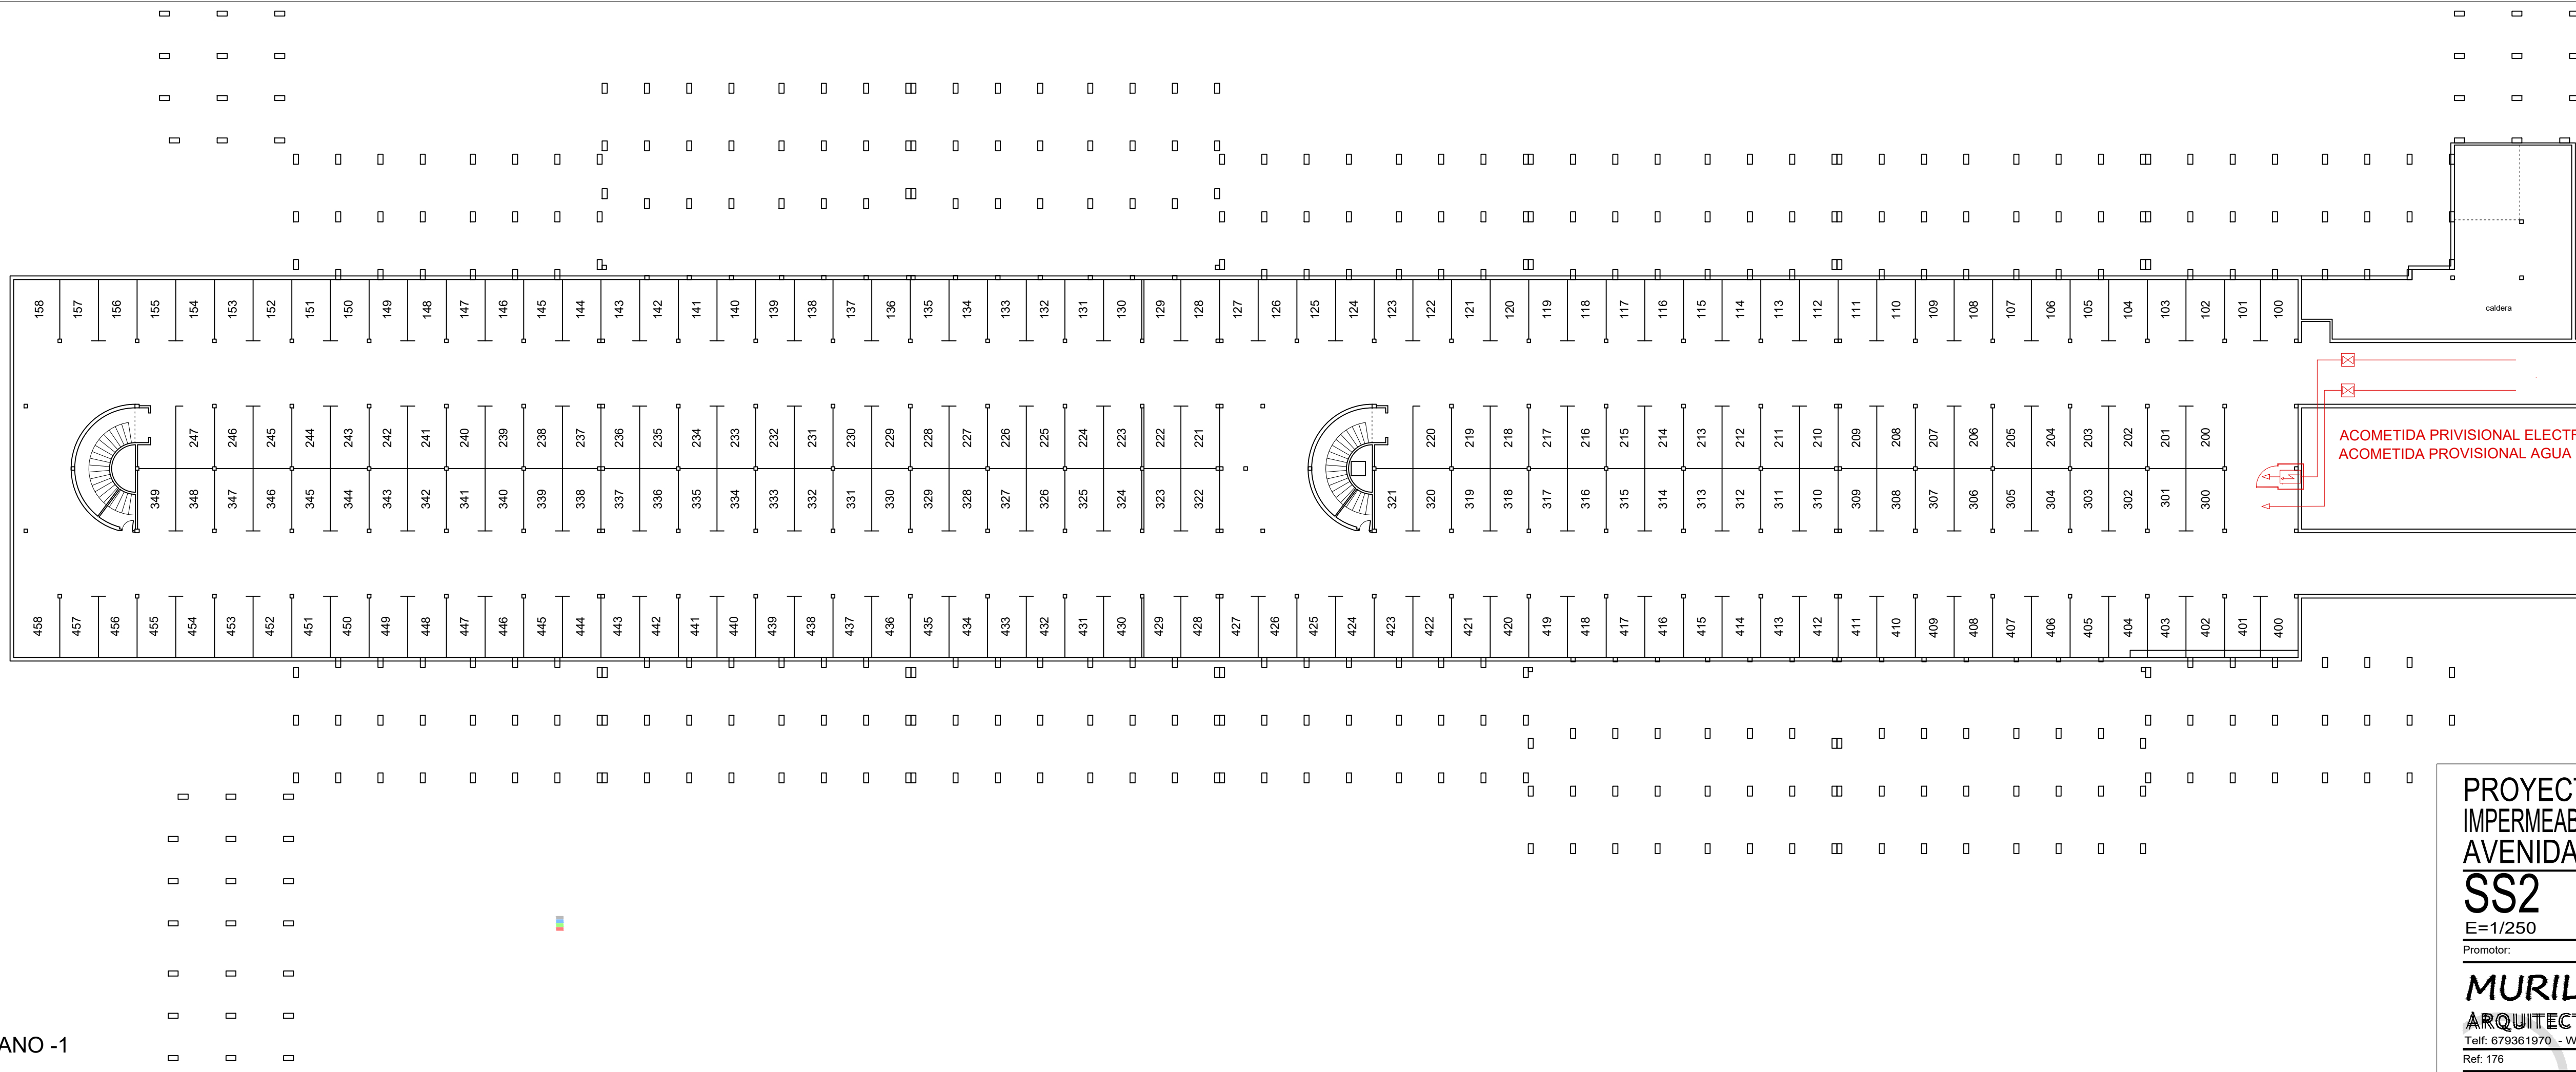 158 157 156 155 154 153 152 151 150 149 148 147 146 145 144 143 142 141 140 139 138 137 136 135 134 133 132 131 130 129 128 127 126 125 124 123 122 121 120 119 118 117 116 115 114 113 112 111 110 109 108 107 106 105 104 103 102 101 100
caldera
247 246 245 244 243 242 241 240 239 238 237 236 235 234 233 232 231 230 229 228 227 226 225 224 223 222 221 220 219 218 217 216 215 214 213 212 211 210 209 208 207 206 205 204 203 202 201 200
ACOMETIDA PRIVISIONAL ELECTR
ACOMETIDA PROVISIONAL AGUA
349 348 347 346 345 344 343 342 341 340 339 338 337 336 335 334 333 332 331 330 329 328 327 326 325 324 323 322 321 320 319 318 317 316 315 314 313 312 311 310 309 308 307 306 305 304 303 302 301 300
458 457 456 455 454 453 452 451 450 449 448 447 446 445 444 443 442 441 440 439 438 437 436 435 434 433 432 431 430 429 428 427 426 425 424 423 422 421 420 419 418 417 416 415 414 413 412 411 410 409 408 407 406 405 404 403 402 401 400
PROYECT
IMPERMEAB
AVENIDA
SS2
E=1/250
Promotor:
MURIL
ARQUITECT
Telf: 679361970 - W
Ref: 176
ANO -1